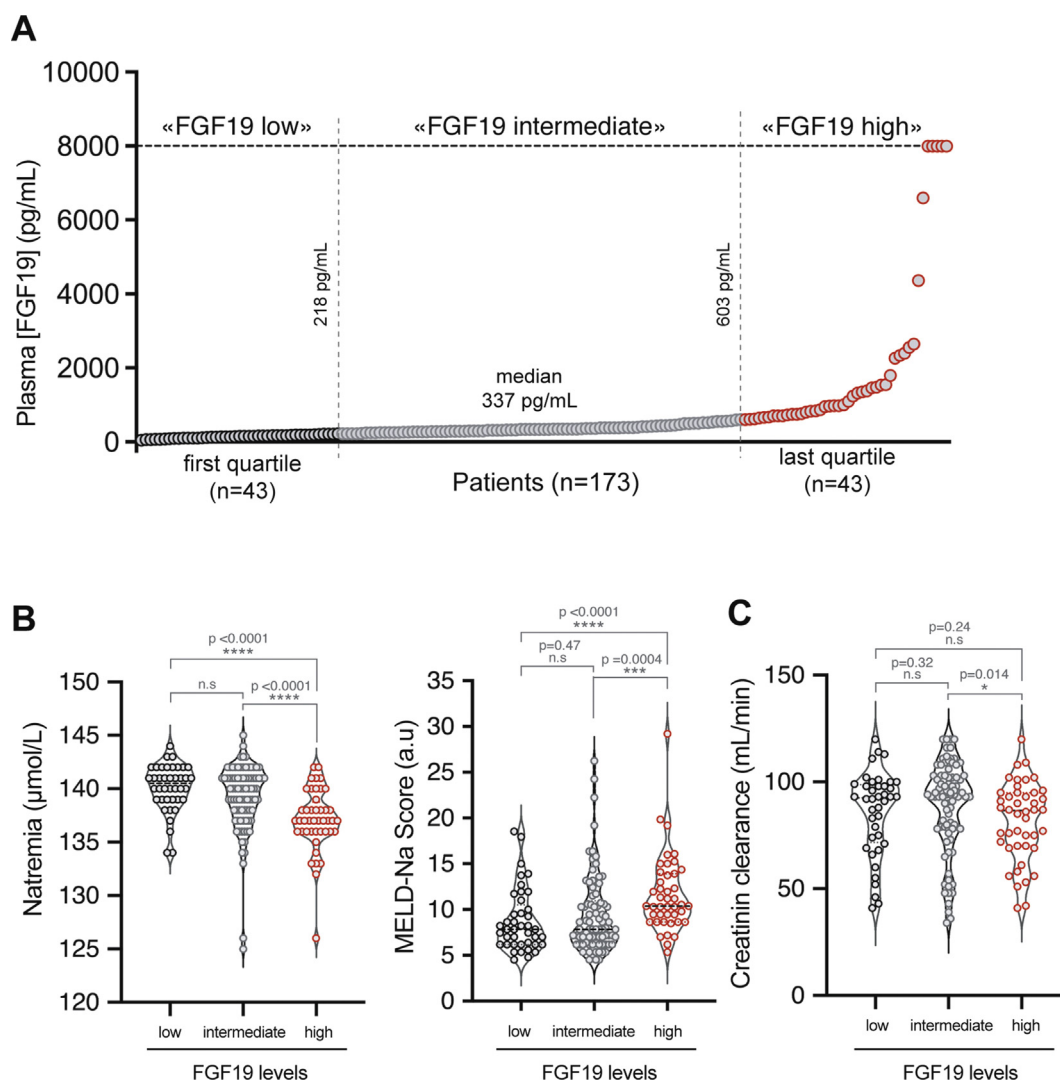 A
10000
8000
6000
4000
2000
0
Plasma [FGF19] (pg/mL)
«FGF19 low»
«FGF19 intermediate»
«FGF19 high»
218 pg/mL
603 pg/mL
median
337 pg/mL
first quartile
(n=43)
Patients (n=173)
last quartile
(n=43)
B
p <0.0001
****
n.s
p <0.0001
****
150
145
140
135
130
125
120
Natremia (µmol/L)
low
intermediate
high
FGF19 levels
p <0.0001
****
p=0.47
n.s
p =0.0004
***
35
30
25
20
15
10
5
0
MELD-Na Score (a.u)
low
intermediate
high
FGF19 levels
C
p=0.24
n.s
p=0.32
n.s
p=0.014
*
150
100
50
0
Creatinin clearance (mL/min)
low
intermediate
high
FGF19 levels